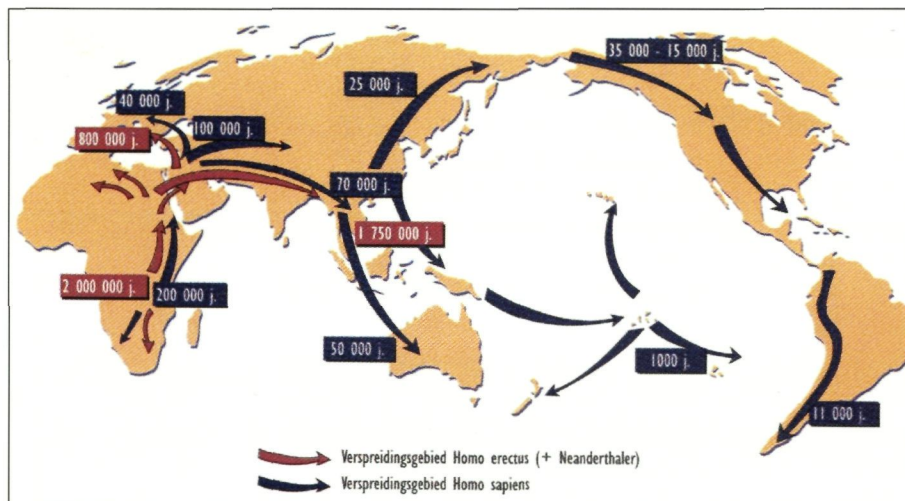 35 000 - 15 000 j.
25 000 j.
40 000 j.
100 000 j.
800 000 j.
70 000 j.
1 750 000 j.
2 000 000 j.
200 000 j.
50 000 j.
1000 j.
11 000 j.
Verspreidingsgebied Homo erectus (+ Neanderthaler)
Verspreidingsgebied Homo sapiens